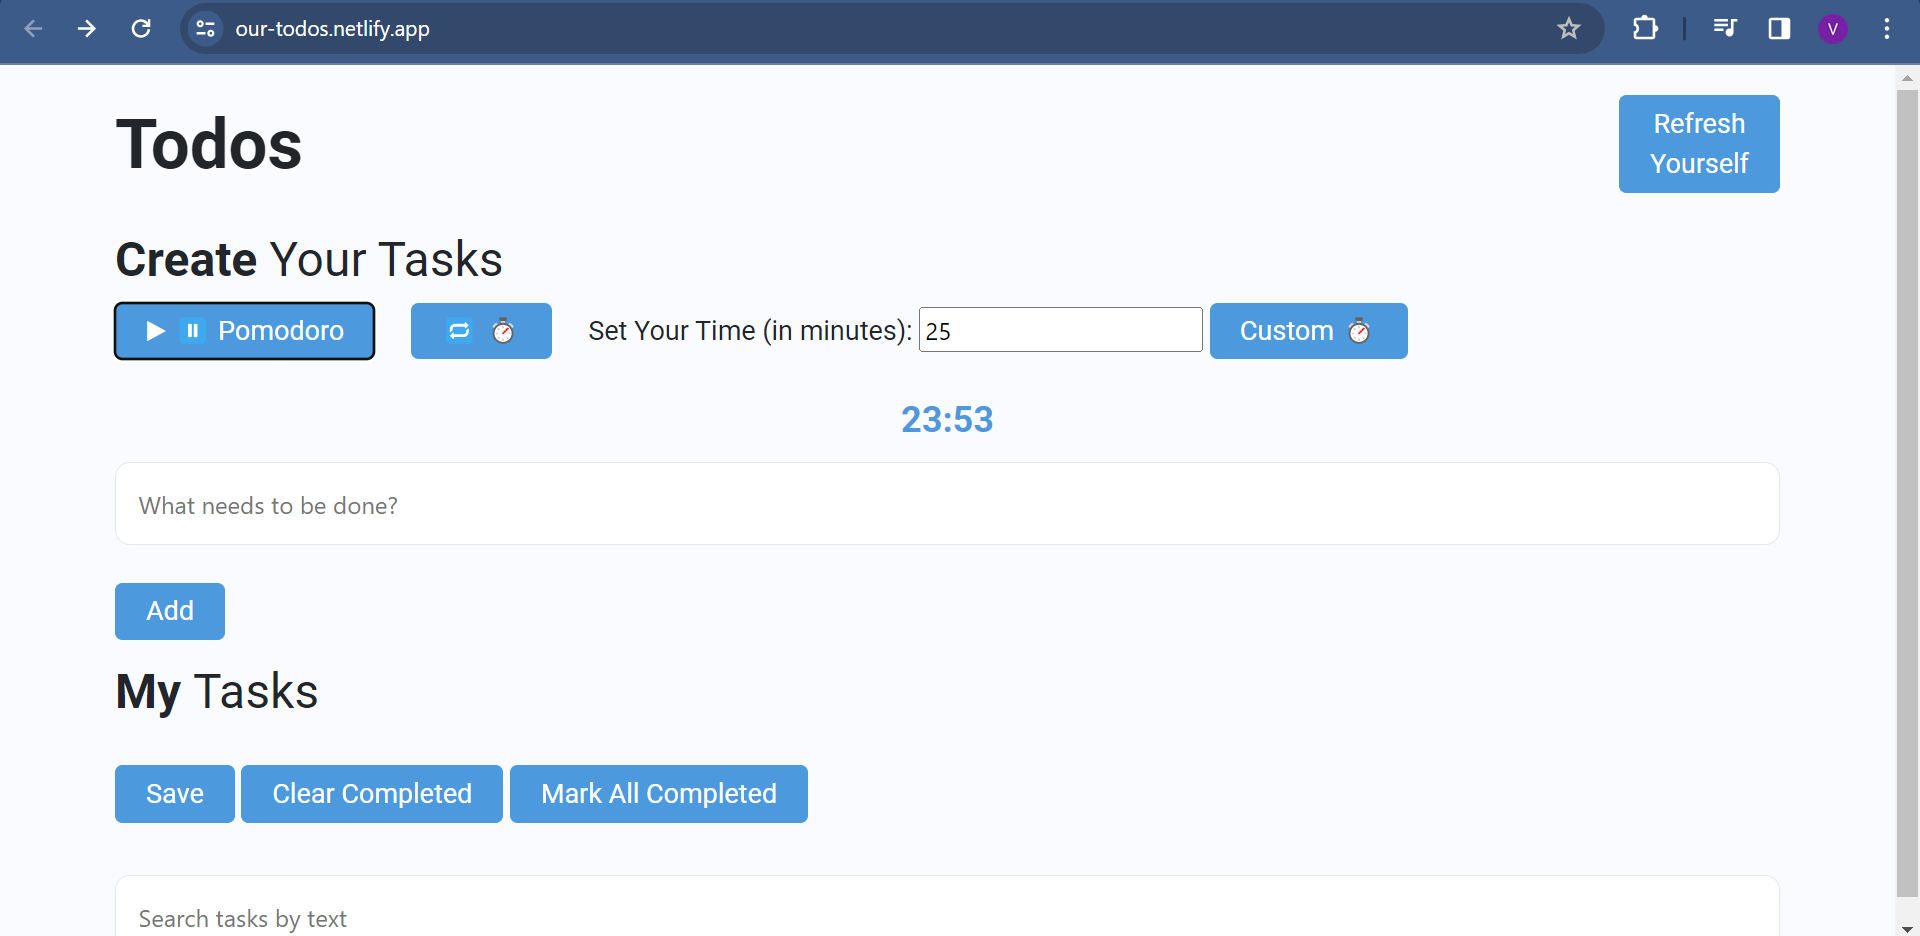 our-todos.netlify.app
V
Todos
Refresh
Yourself
Create Your Tasks
Pomodoro
Set Your Time (in minutes): 25
Custom
23:53
What needs to be done?
Add
My Tasks
Save Clear Completed Mark All Completed
Search tasks by text